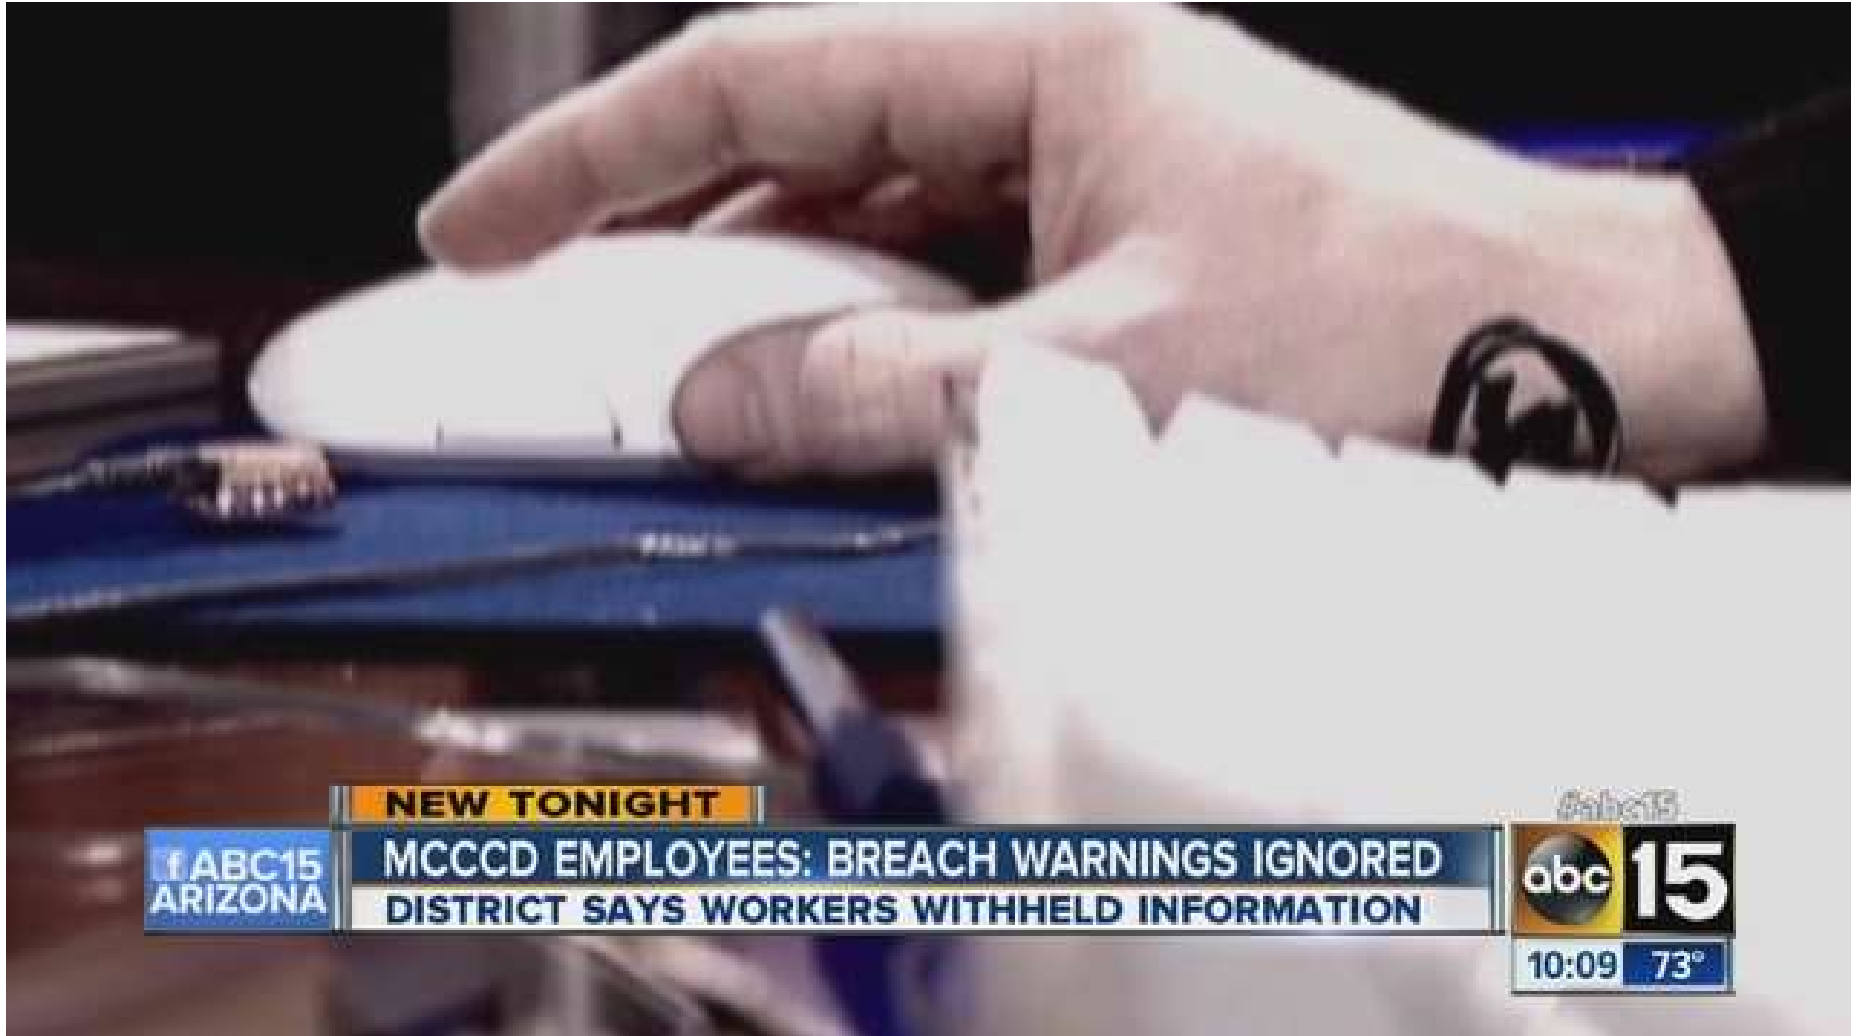 NEW TONIGHT
MCCCD EMPLOYEES: BREACH WARNINGS IGNORED
DISTRICT SAYS WORKERS WITHHELD INFORMATION
f ABC15
ARIZONA
#abc15
abc 15
10:09 73°